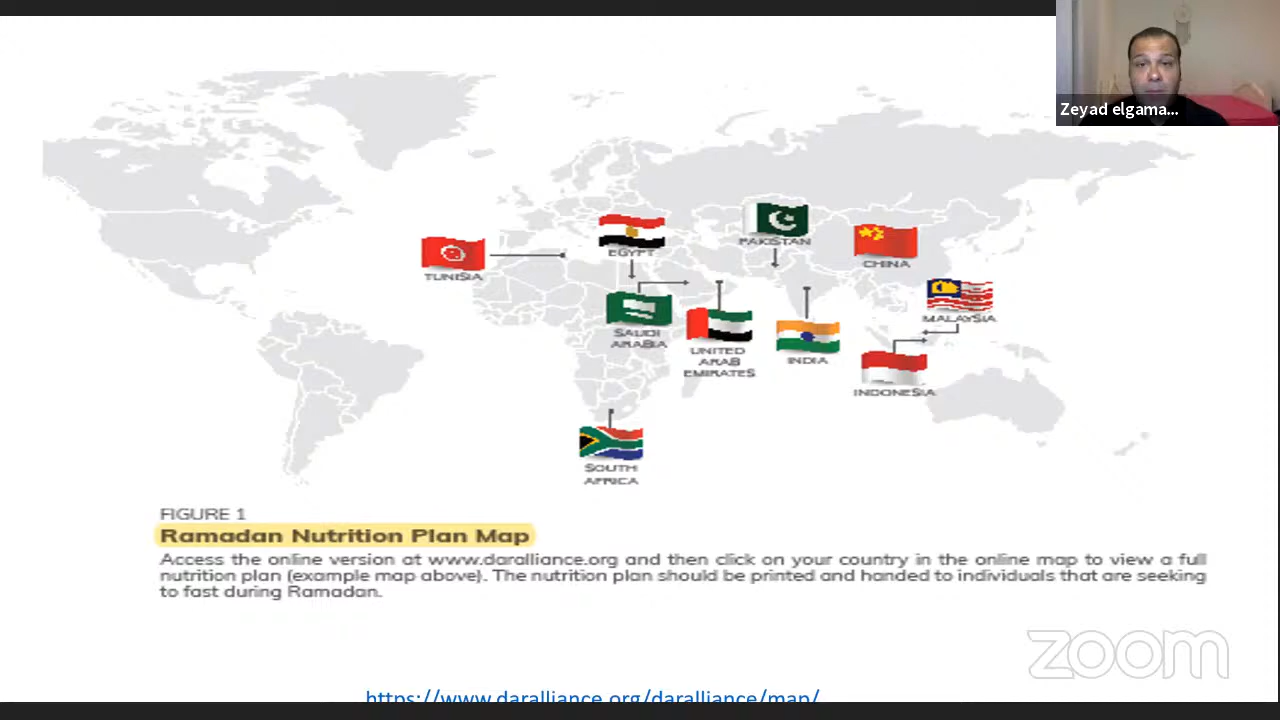 Zeyad elgama...
PAKISTAN
EGYPT
TUNISIA
CHINA
MALAYSIA
SAUDI
ARABIA
UNITED
ARAB
EMIRATES
INDIA
INDONESIA
SOUTH
AFRICA
FIGURE 1
Ramadan Nutrition Plan Map
Access the online version at www.daralliance.org and then click on your country in the online map to view a full
nutrition plan (example map above). The nutrition plan should be printed and handed to individuals that are seeking
to fast during Ramadan.
zoom
https://www.daralliance.org/daralliance/map/